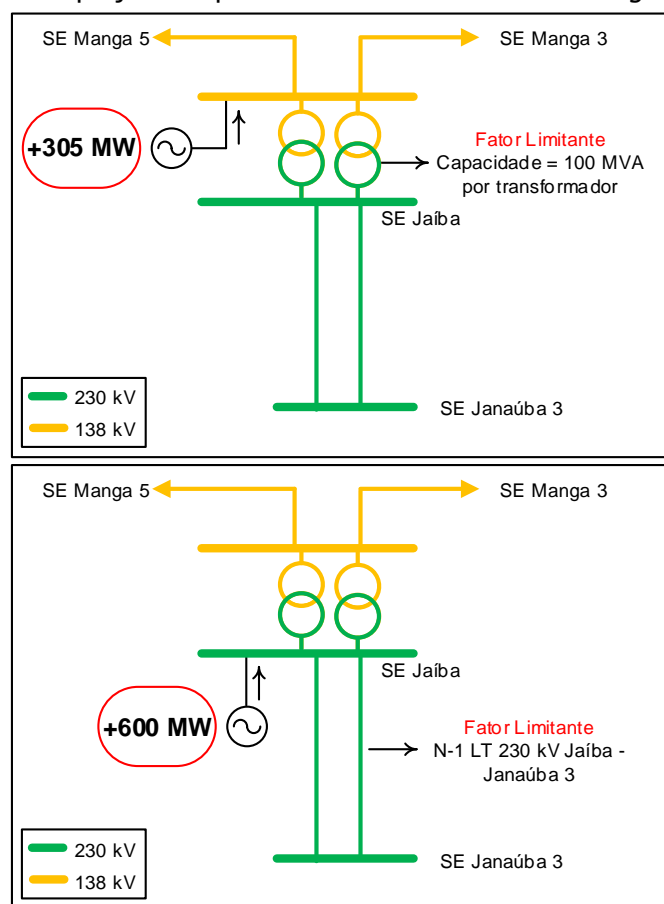 SE Manga 5
SE Manga 3
+305 MW
Fator Limitante
Capacidade = 100 MVA
por transformador
SE Jaíba
230 kV
138 kV
SE Janaúba 3
SE Manga 5
SE Manga 3
SE Jaíba
+600 MW
Fator Limitante
N-1 LT 230 kV Jaíba -
Janaúba 3
230 kV
138 kV
SE Janaúba 3